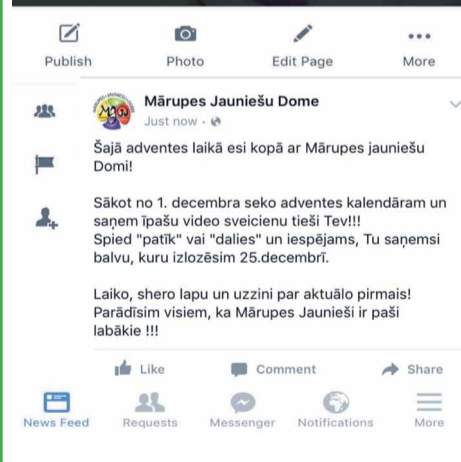 Publish
Photo
Edit Page
More
Mārupes Jauniešu Dome
Just now ·
Šajā adventes laikā esi kopā ar Mārupes jauniešu
Domi!
Sākot no 1. decembra seko adventes kalendāram un
saņem īpašu video sveicienu tieši Tev!!!
Spied "patīk" vai "dalies" un iespējams, Tu saņemsi
balvu, kuru izlozēsim 25.decembrī.
Laiko, shero lapu un uzzini par aktuālo pirmais!
Parādīsim visiem, ka Mārupes Jaunieši ir paši
labākie !!!
Like
Comment
Share
News Feed
Requests
Messenger
Notifications
More